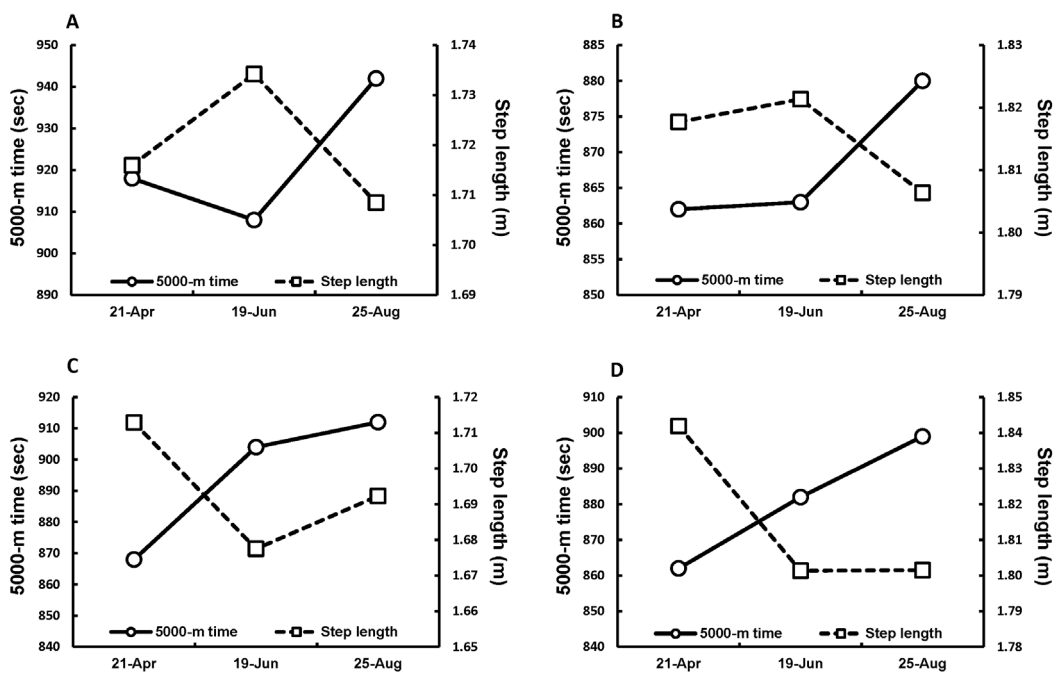 A
5000-m time (sec)
950
940
930
920
910
900
890
1.74
1.73
1.72
1.71
1.70
1.69
Step length (m)
5000-m time
Step length
21-Apr
19-Jun
25-Aug
B
5000-m time (sec)
885
880
875
870
865
860
855
850
1.83
1.82
1.81
1.80
1.79
Step length (m)
5000-m time
Step length
21-Apr
19-Jun
25-Aug
C
5000-m time (sec)
920
910
900
890
880
870
860
850
840
1.72
1.71
1.70
1.69
1.68
1.67
1.66
1.65
Step length (m)
5000-m time
Step length
21-Apr
19-Jun
25-Aug
D
5000-m time (sec)
910
900
890
880
870
860
850
840
1.85
1.84
1.83
1.82
1.81
1.80
1.79
1.78
Step length (m)
5000-m time
Step length
21-Apr
19-Jun
25-Aug